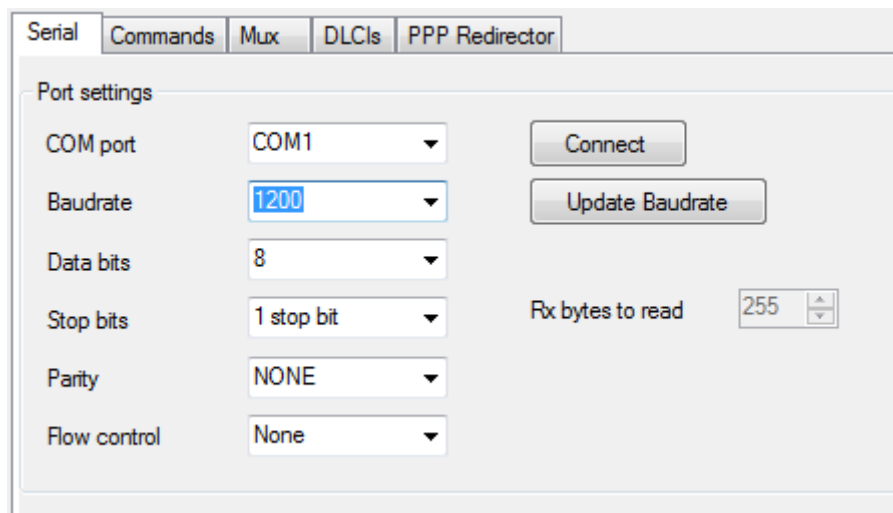 Serial Commands Mux DLCIs PPP Redirector
Port settings
COM port COM1 Connect
Baudrate 1200 Update Baudrate
Data bits 8
Stop bits 1 stop bit Rx bytes to read 255
Parity NONE
Flow control None